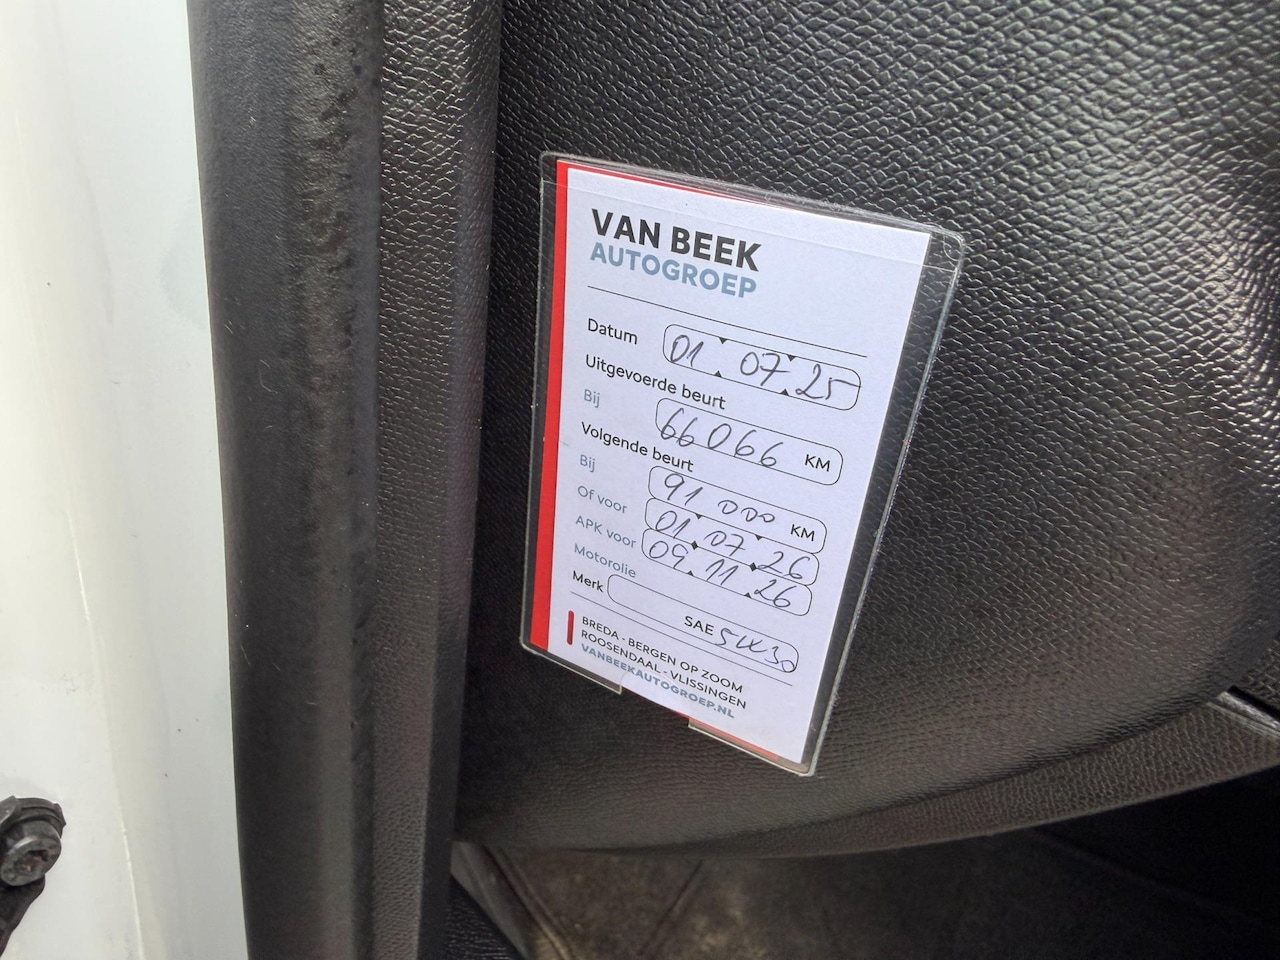 VAN BEEK
AUTOGROEP
Datum 01 07 25
Uitgevoerde beurt
Bij 66066 KM
Volgende beurt
Bij 91 000 KM
Of voor 01 07 26
APK voor 09 11 26
Motorolie
Merk SAE 5W30
BREDA - BERGEN OP ZOOM
ROOSENDAAL - VLISSINGEN
VANBEEKAUTOGROEP.NL